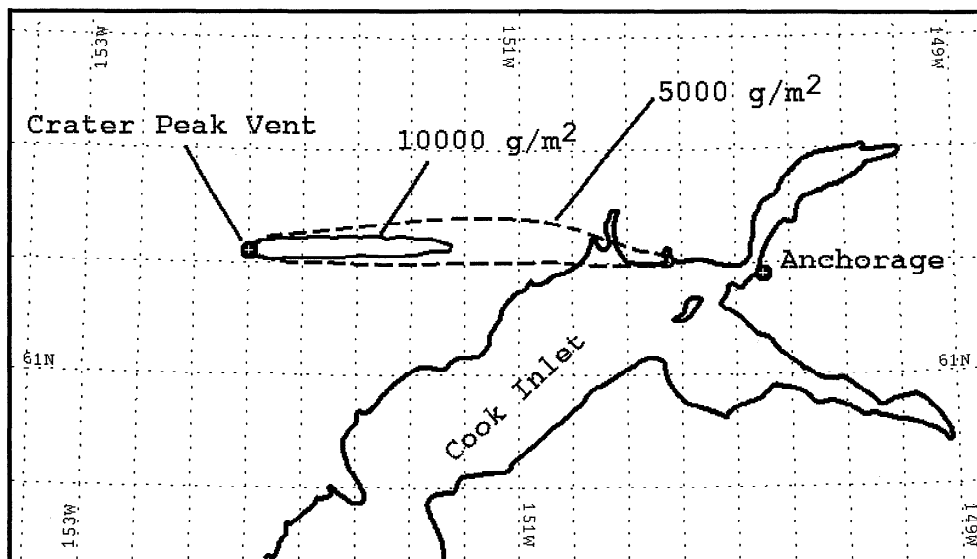 153W
151W
149W
5000 g/m²
Crater Peak Vent
10000 g/m²
Anchorage
61N
61N
Cook Inlet
153W
151W
149W